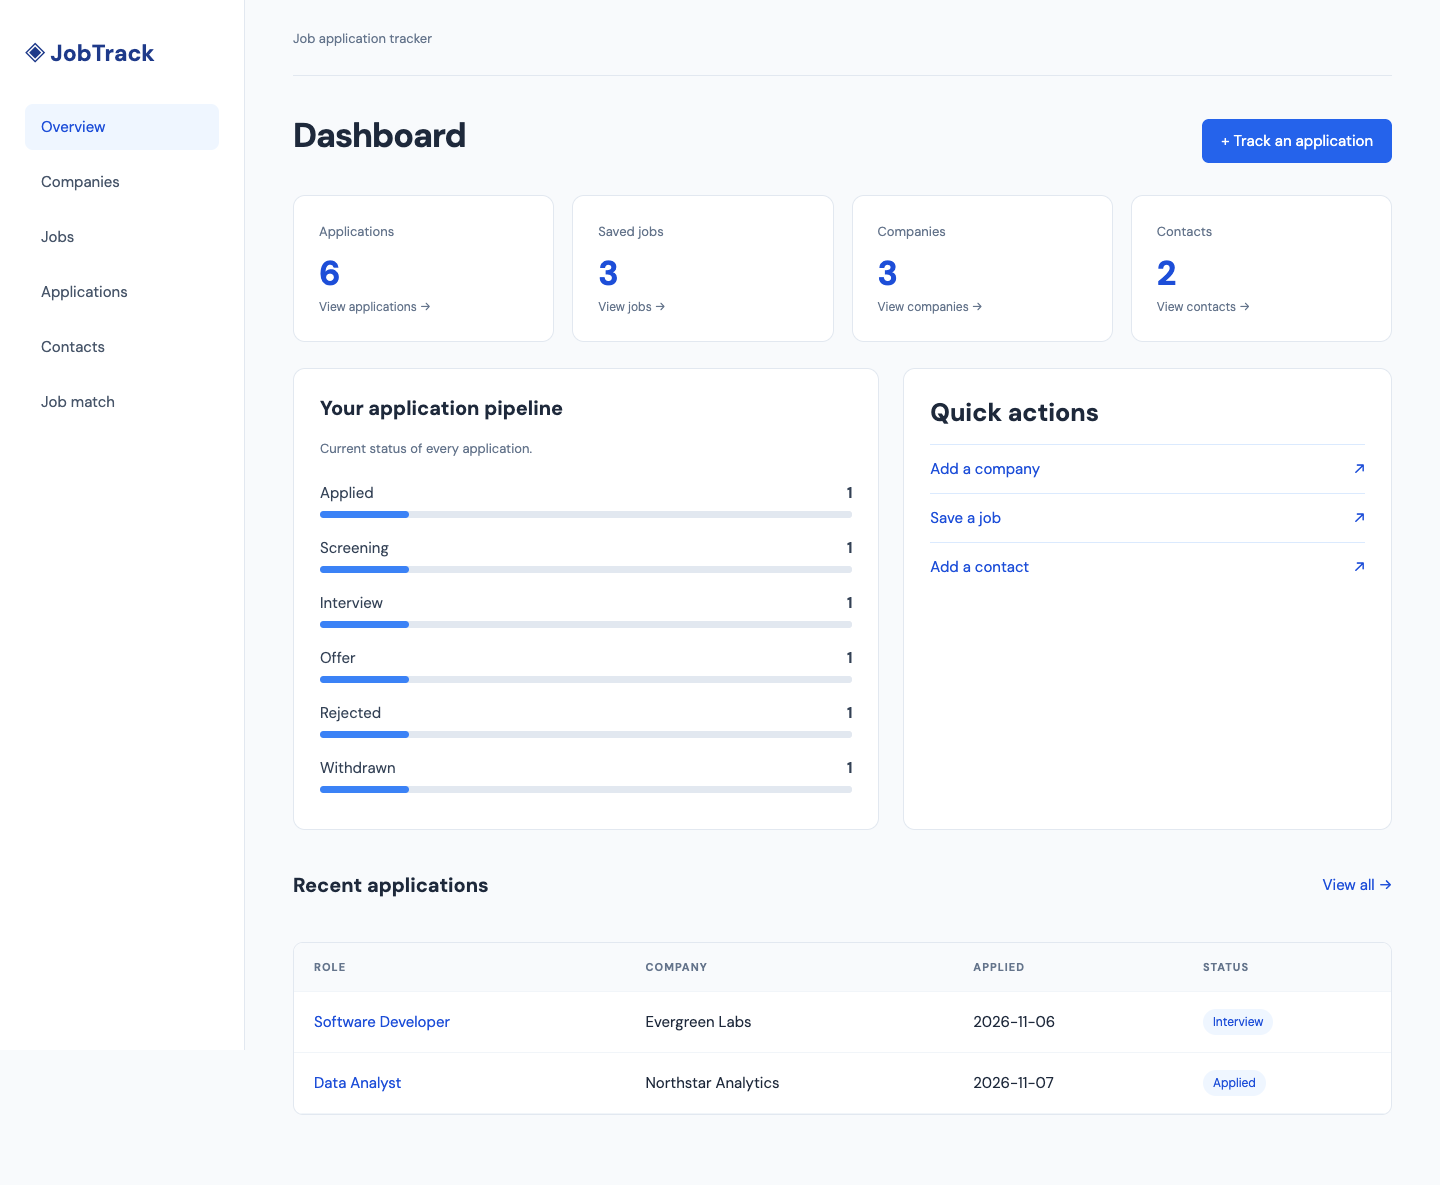 ◈ JobTrack
Overview
Companies
Jobs
Applications
Contacts
Job match
Job application tracker
Dashboard
+ Track an application
Applications
6
View applications →
Saved jobs
3
View jobs →
Companies
3
View companies →
Contacts
2
View contacts →
Your application pipeline
Current status of every application.
Applied 1
Screening 1
Interview 1
Offer 1
Rejected 1
Withdrawn 1
Quick actions
Add a company ↗
Save a job ↗
Add a contact ↗
Recent applications
View all →
ROLE COMPANY APPLIED STATUS
Software Developer Evergreen Labs 2026-11-06 Interview
Data Analyst Northstar Analytics 2026-11-07 Applied